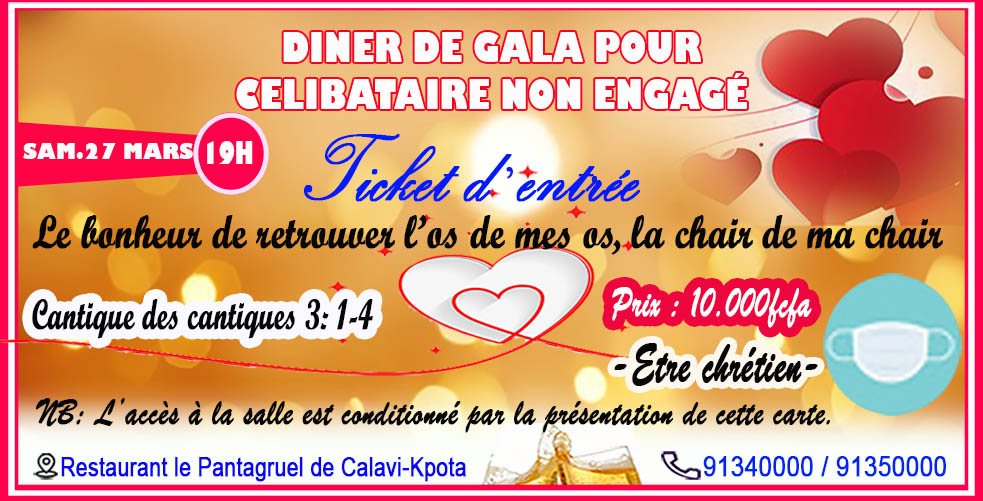 DINER DE GALA POUR
CELIBATAIRE NON ENGAGÉ
SAM.27 MARS 19H
Ticket d'entrée
Le bonheur de retrouver l'os de mes os, la chair de ma chair
Cantique des cantiques 3: 1-4
Prix : 10.000fcfa
-Etre chrétien-
NB: L'accès à la salle est conditionné par la présentation de cette carte.
Restaurant le Pantagruel de Calavi-Kpota
91340000 / 91350000